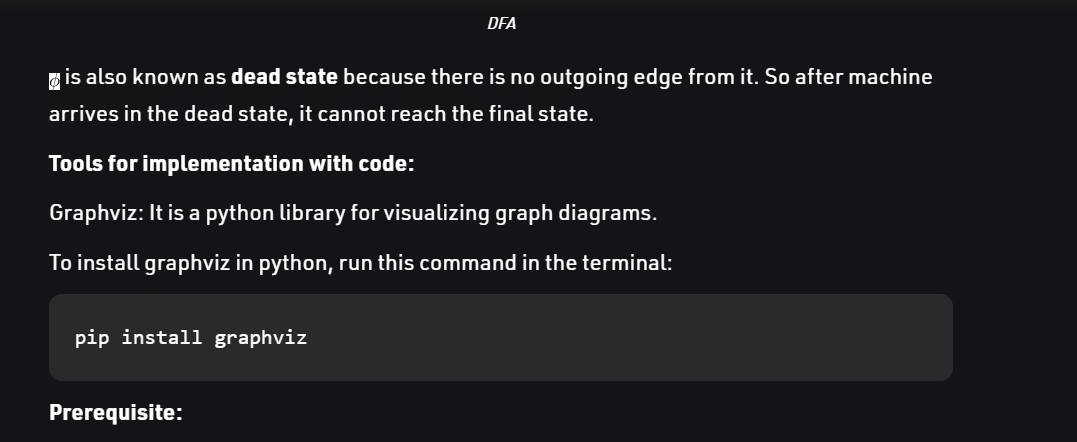 DFA
ϕ is also known as dead state because there is no outgoing edge from it. So after machine
arrives in the dead state, it cannot reach the final state.
Tools for implementation with code:
Graphviz: It is a python library for visualizing graph diagrams.
To install graphviz in python, run this command in the terminal:
pip install graphviz
Prerequisite: